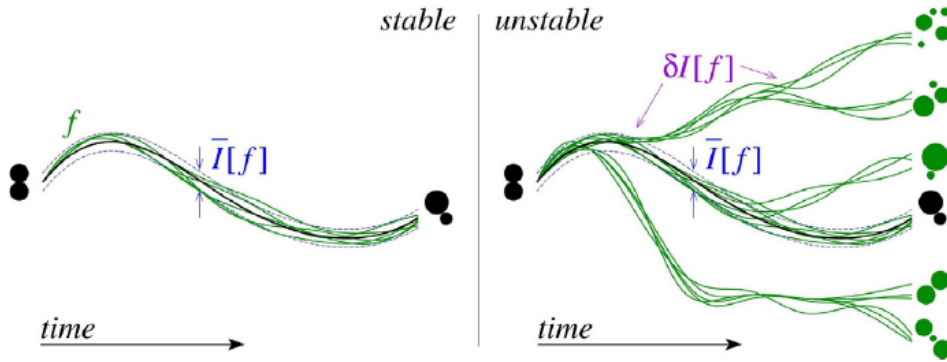 stable
f
Ī[f]
time
unstable
δI[f]
Ī[f]
time